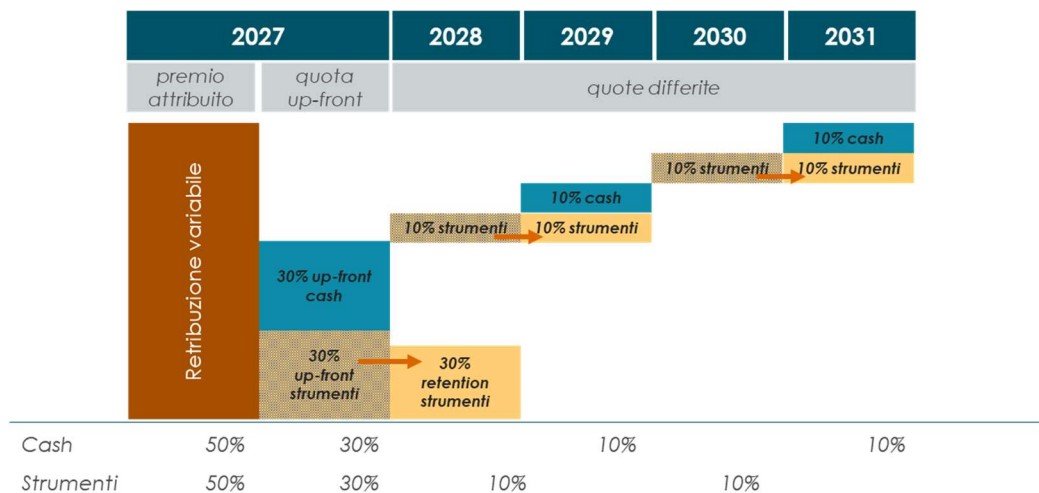 2027 2028 2029 2030 2031
premio attribuito
quota up-front
quote differite
Retribuzione variabile
10% cash
10% strumenti 10% strumenti
10% cash
10% strumenti 10% strumenti
30% up-front
cash
30%
up-front
strumenti
30%
retention
strumenti
Cash 50% 30% 10% 10%
Strumenti 50% 30% 10% 10%